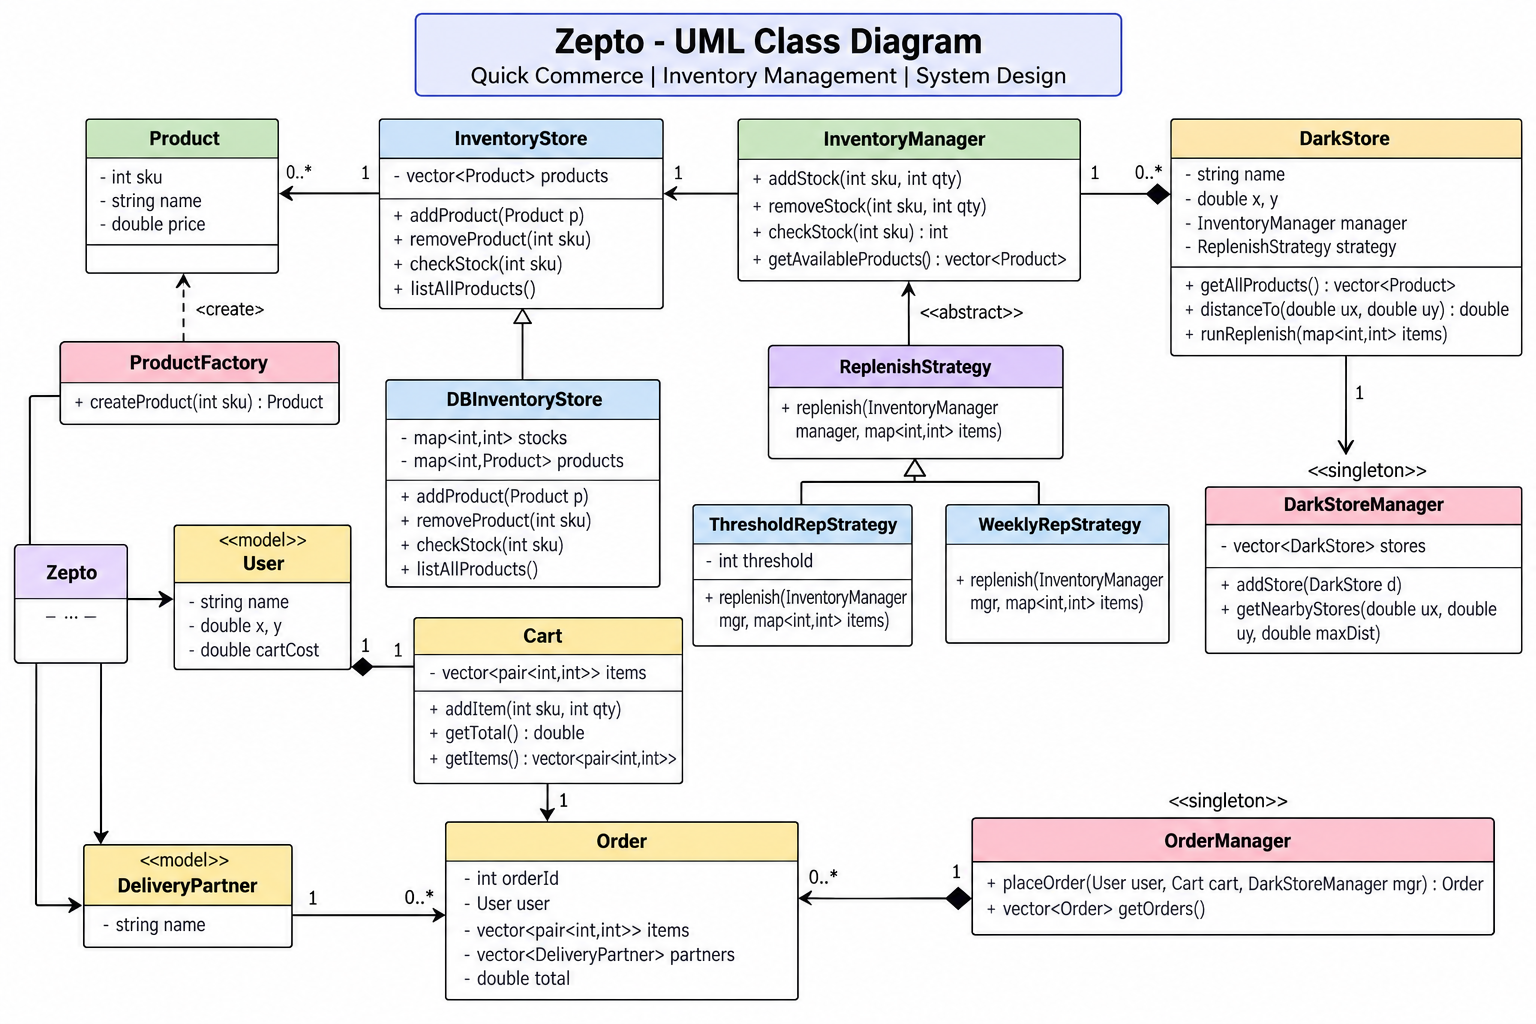 Zepto - UML Class Diagram
Quick Commerce | Inventory Management | System Design
Product
- int sku
- string name
- double price
0..*
1
InventoryStore
- vector<Product> products
+ addProduct(Product p)
+ removeProduct(int sku)
+ checkStock(int sku)
+ listAllProducts()
1
InventoryManager
+ addStock(int sku, int qty)
+ removeStock(int sku, int qty)
+ checkStock(int sku) : int
+ getAvailableProducts() : vector<Product>
1
0..*
DarkStore
- string name
- double x, y
- InventoryManager manager
- ReplenishStrategy strategy
+ getAllProducts() : vector<Product>
+ distanceTo(double ux, double uy) : double
+ runReplenish(map<int,int> items)
<create>
ProductFactory
+ createProduct(int sku) : Product
DBInventoryStore
- map<int,int> stocks
- map<int,Product> products
+ addProduct(Product p)
+ removeProduct(int sku)
+ checkStock(int sku)
+ listAllProducts()
<<abstract>>
ReplenishStrategy
+ replenish(InventoryManager
manager, map<int,int> items)
ThresholdRepStrategy
- int threshold
+ replenish(InventoryManager
mgr, map<int,int> items)
WeeklyRepStrategy
+ replenish(InventoryManager
mgr, map<int,int> items)
1
<<singleton>>
DarkStoreManager
- vector<DarkStore> stores
+ addStore(DarkStore d)
+ getNearbyStores(double ux, double
uy, double maxDist)
Zepto
– ··· –
<<model>>
User
- string name
- double x, y
- double cartCost
1
1
Cart
- vector<pair<int,int>> items
+ addItem(int sku, int qty)
+ getTotal() : double
+ getItems() : vector<pair<int,int>>
1
<<model>>
DeliveryPartner
- string name
1
0..*
Order
- int orderId
- User user
- vector<pair<int,int>> items
- vector<DeliveryPartner> partners
- double total
0..*
1
<<singleton>>
OrderManager
+ placeOrder(User user, Cart cart, DarkStoreManager mgr) : Order
+ vector<Order> getOrders()